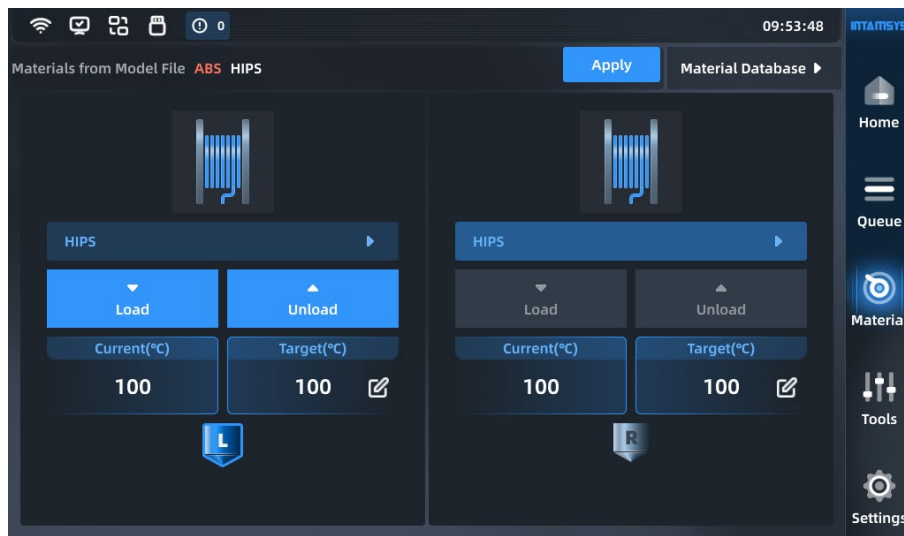 0
09:53:48
INTAMSYS
Materials from Model File ABS HIPS
Apply
Material Database
Home
Queue
Material
Tools
Settings
HIPS
Load
Unload
Current(°C)
Target(°C)
100
100
L
HIPS
Load
Unload
Current(°C)
Target(°C)
100
100
R